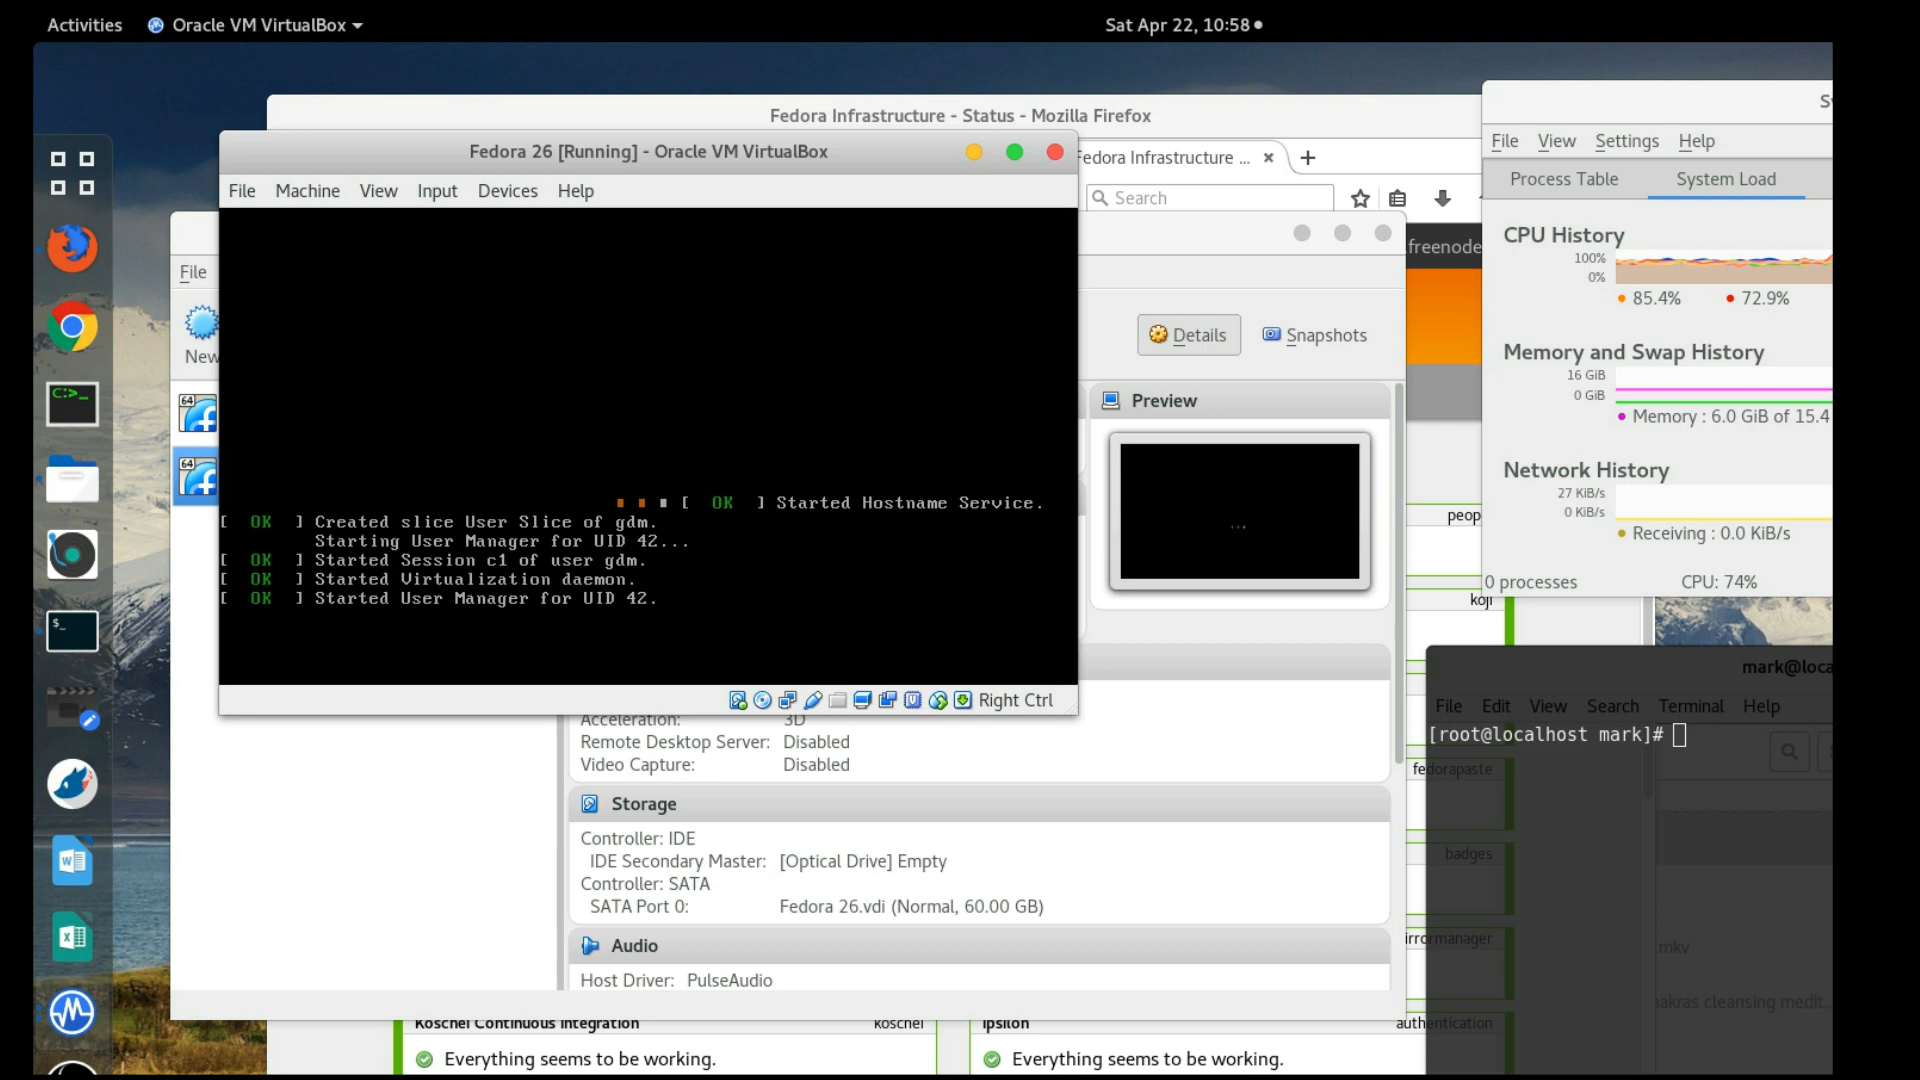 Activities
Oracle VM VirtualBox
Sat Apr 22, 10:58
Fedora Infrastructure - Status - Mozilla Firefox
Fedora 26 [Running] - Oracle VM VirtualBox
File Machine View Input Devices Help
Fedora Infrastructure ...
Search
freenode
File
New
Details
Snapshots
Preview
[ OK ] Started Hostname Service.
[ OK ] Created slice User Slice of gdm.
Starting User Manager for UID 42...
[ OK ] Started Session c1 of user gdm.
[ OK ] Started Virtualization daemon.
[ OK ] Started User Manager for UID 42.
Right Ctrl
Acceleration: 3D
Remote Desktop Server: Disabled
Video Capture: Disabled
Storage
Controller: IDE
IDE Secondary Master: [Optical Drive] Empty
Controller: SATA
SATA Port 0: Fedora 26.vdi (Normal, 60.00 GB)
Audio
Host Driver: PulseAudio
File View Settings Help
Process Table
System Load
CPU History
100%
0%
85.4%
72.9%
Memory and Swap History
16 GiB
0 GiB
Memory : 6.0 GiB of 15.4
Network History
27 KiB/s
0 KiB/s
Receiving : 0.0 KiB/s
0 processes
CPU: 74%
peop
koji
mark@loca
File Edit View Search Terminal Help
[root@localhost mark]#
fedorapaste
badges
irrormanager
.mkv
akras cleansing medit...
Koschei Continuous Integration
koschei
Ipsilon
authentication
Everything seems to be working.
Everything seems to be working.